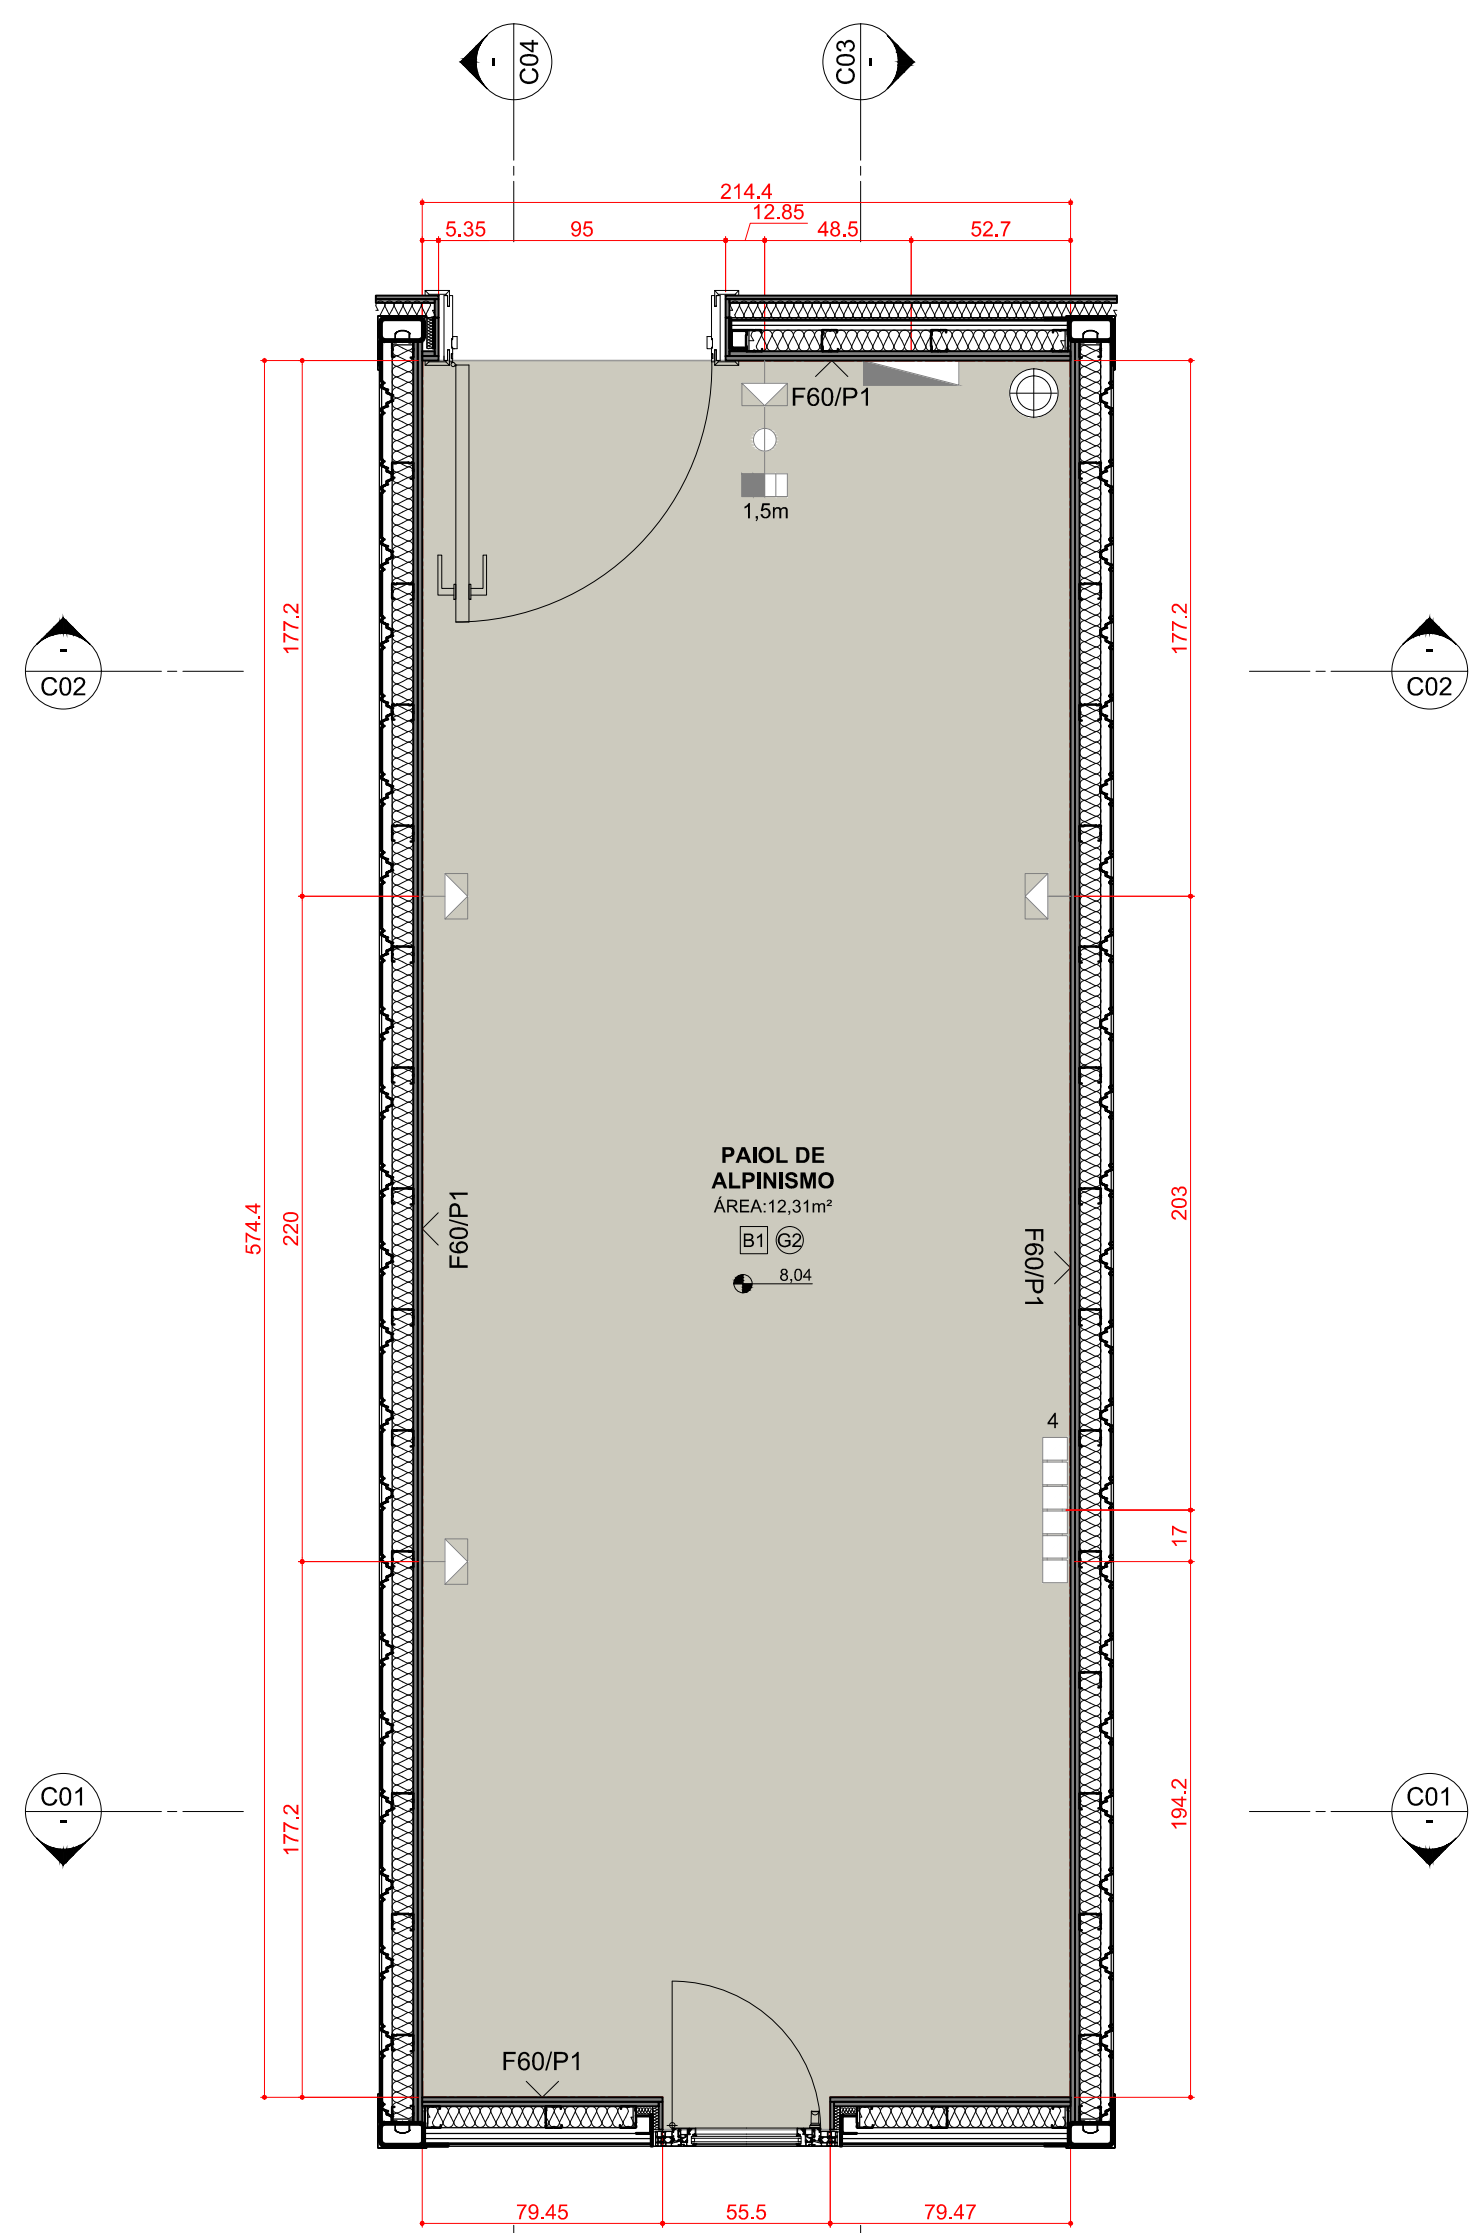 C04
-
C03
-
214.4
12.85
5.35
95
48.5
52.7
F60/P1
1,5m
177.2
177.2
-
C02
-
C02
PAIOL DE
ALPINISMO
ÁREA:12,31m²
B1
G2
8,04
574.4
220
F60/P1
F60/P1
203
4
17
C01
-
C01
-
177.2
194.2
F60/P1
79.45
55.5
79.47